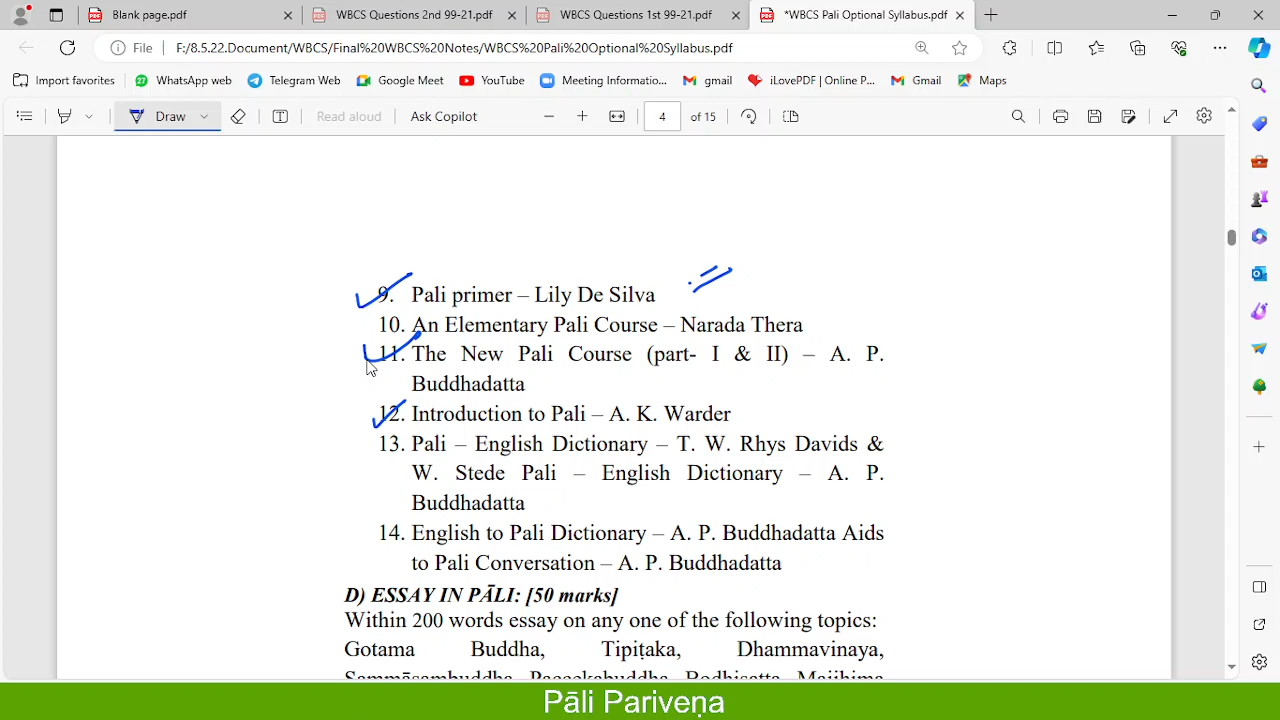 Blank page.pdf
WBCS Questions 2nd 99-21.pdf
WBCS Questions 1st 99-21.pdf
*WBCS Pali Optional Syllabus.pdf
File
F:/8.5.22.Document/WBCS/Final%20WBCS%20Notes/WBCS%20Pali%20Optional%20Syllabus.pdf
Import favorites
WhatsApp web
Telegram Web
Google Meet
YouTube
Meeting Informatio...
gmail
iLovePDF | Online P...
Gmail
Maps
Draw
Read aloud
Ask Copilot
4
of 15
9. Pali primer – Lily De Silva
10. An Elementary Pali Course – Narada Thera
11. The New Pali Course (part- I & II) – A. P.
Buddhadatta
12. Introduction to Pali – A. K. Warder
13. Pali – English Dictionary – T. W. Rhys Davids &
W. Stede Pali – English Dictionary – A. P.
Buddhadatta
14. English to Pali Dictionary – A. P. Buddhadatta Aids
to Pali Conversation – A. P. Buddhadatta
D) ESSAY IN PĀLI: [50 marks]
Within 200 words essay on any one of the following topics:
Gotama Buddha, Tipiṭaka, Dhammavinaya,
Sammāsambuddha, Paccekabuddha, Bodhisatta, Majjhima
Pāli Pariveṇa